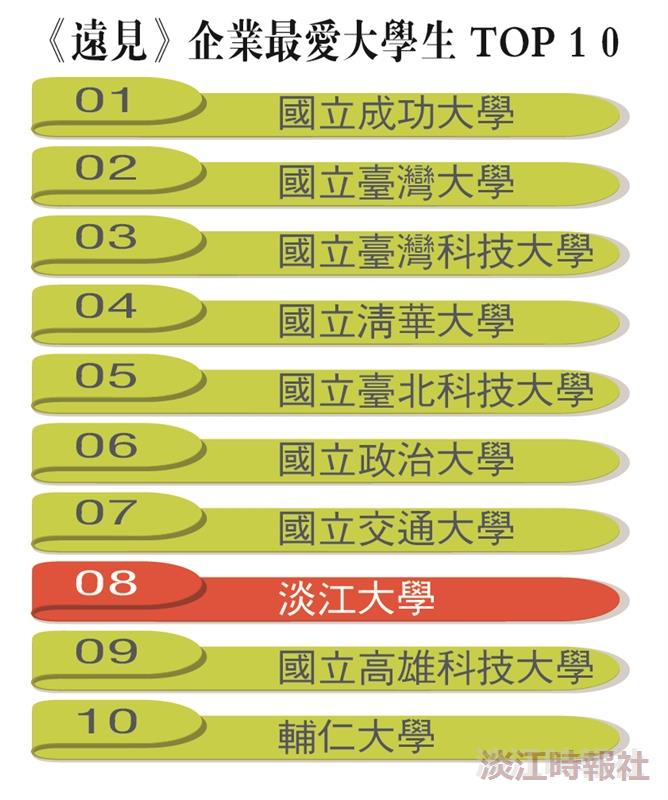 《遠見》企業最愛大學生 TOP 1 0
01 國立成功大學
02 國立臺灣大學
03 國立臺灣科技大學
04 國立清華大學
05 國立臺北科技大學
06 國立政治大學
07 國立交通大學
08 淡江大學
09 國立高雄科技大學
10 輔仁大學
淡江時報社